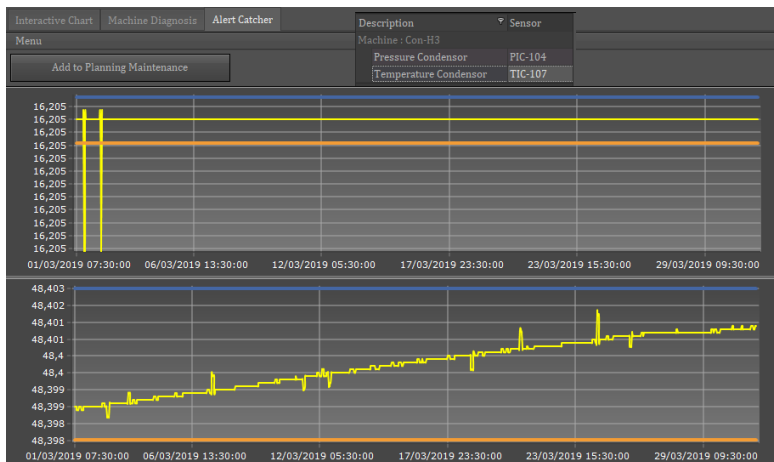 Interactive Chart Machine Diagnosis Alert Catcher
Menu
Add to Planning Maintenance
Description Sensor
Machine : Con-H3
Pressure Condensor PIC-104
Temperature Condensor TIC-107
16,205
16,205
16,205
16,205
16,205
16,205
16,205
16,205
16,205
16,205
16,205
16,205
01/03/2019 07:30:00 06/03/2019 13:30:00 12/03/2019 05:30:00 17/03/2019 23:30:00 23/03/2019 15:30:00 29/03/2019 09:30:00
48,403
48,402
48,401
48,401
48,4
48,4
48,399
48,399
48,398
48,398
01/03/2019 07:30:00 06/03/2019 13:30:00 12/03/2019 05:30:00 17/03/2019 23:30:00 23/03/2019 15:30:00 29/03/2019 09:30:00